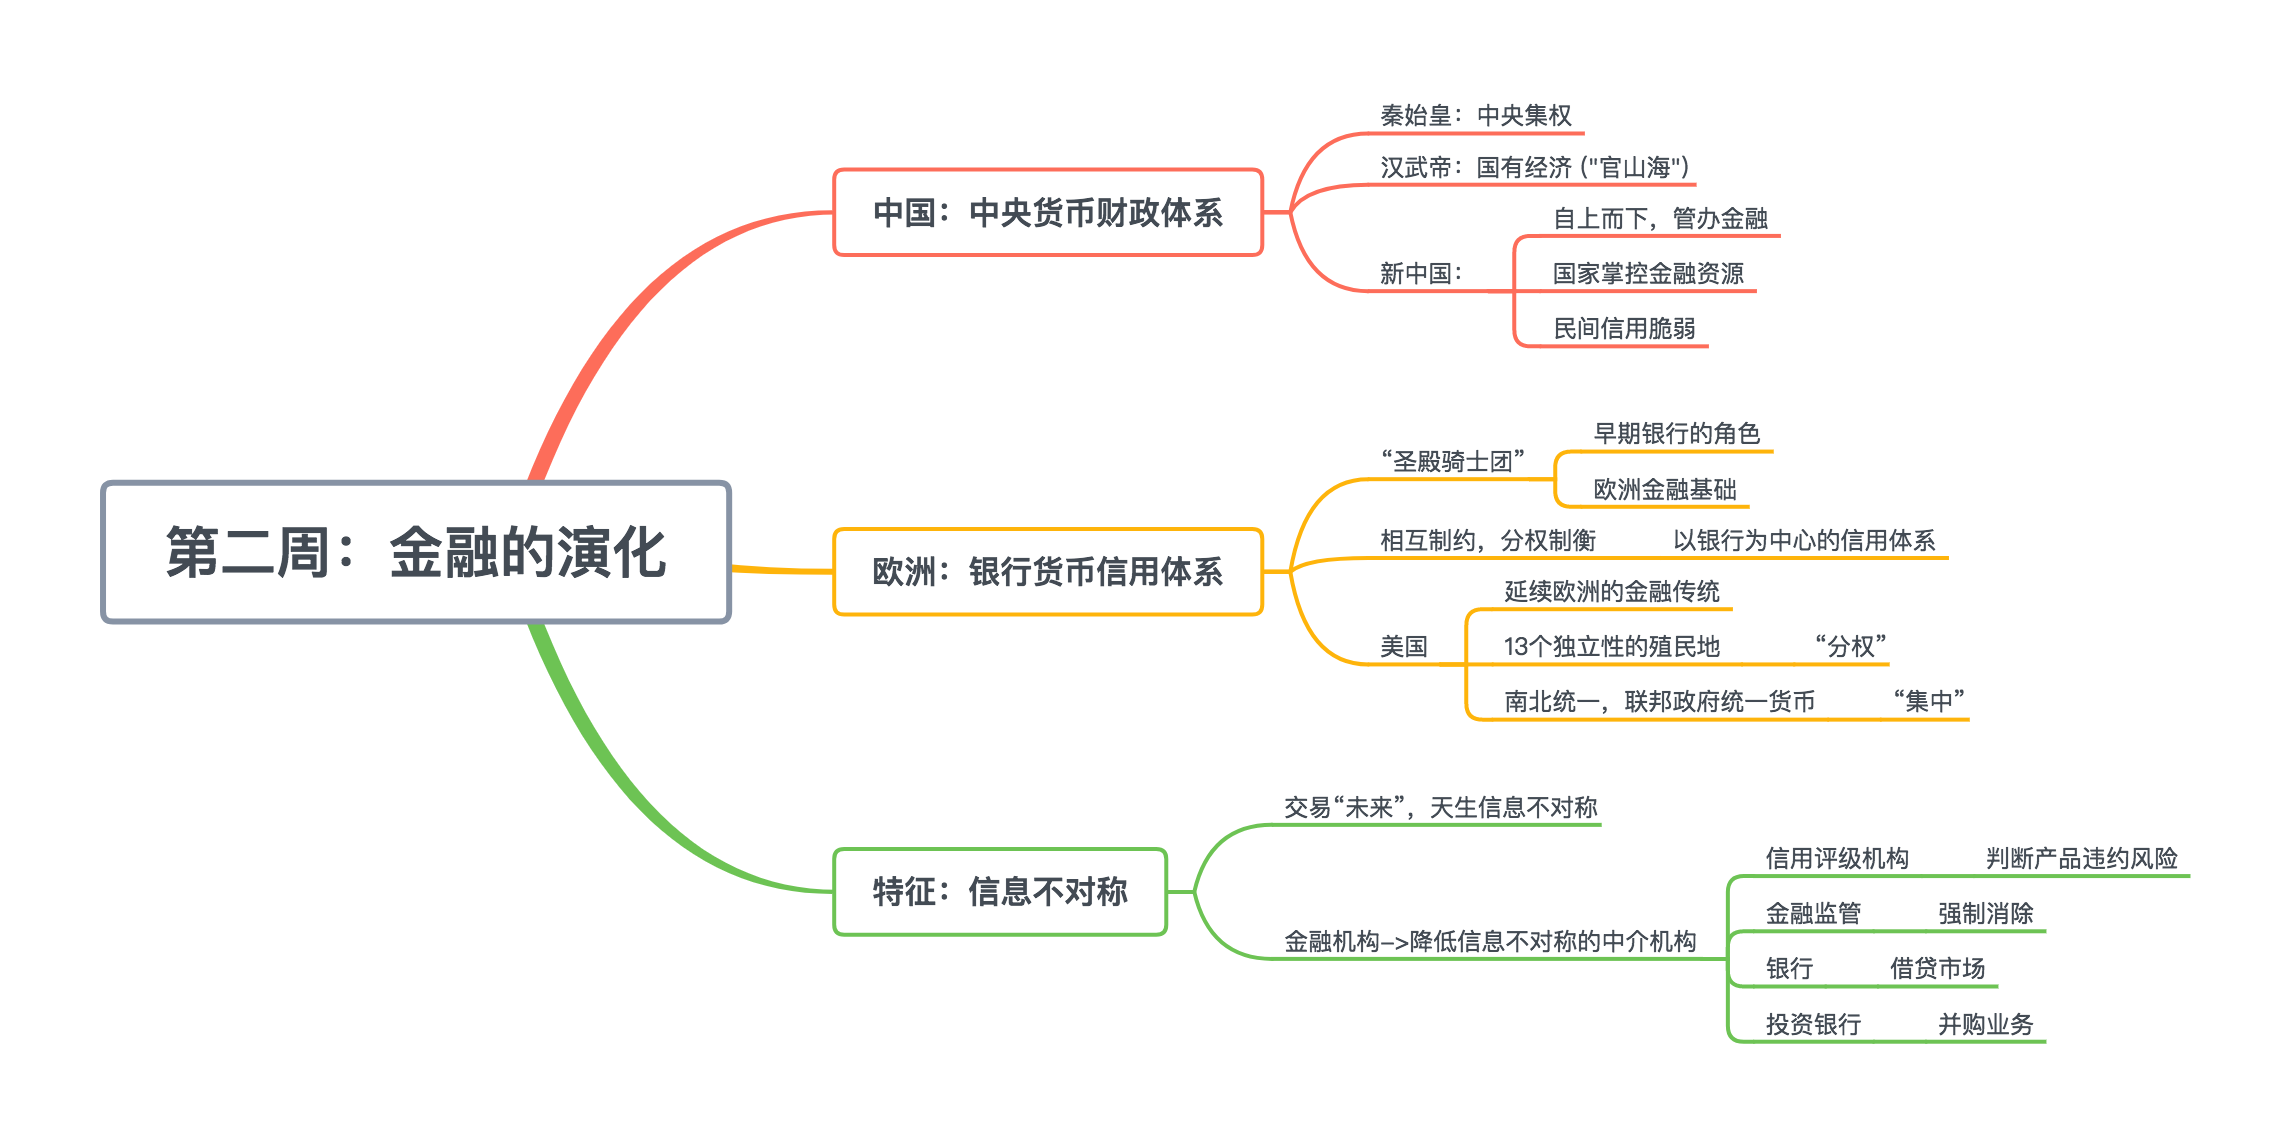 第二周：金融的演化
中国：中央货币财政体系
秦始皇：中央集权
汉武帝：国有经济 ("官山海")
新中国：
自上而下，管办金融
国家掌控金融资源
民间信用脆弱
欧洲：银行货币信用体系
“圣殿骑士团”
早期银行的角色
欧洲金融基础
相互制约，分权制衡
以银行为中心的信用体系
美国
延续欧洲的金融传统
13个独立性的殖民地
“分权”
南北统一，联邦政府统一货币
“集中”
特征：信息不对称
交易“未来”，天生信息不对称
金融机构–>降低信息不对称的中介机构
信用评级机构
判断产品违约风险
金融监管
强制消除
银行
借贷市场
投资银行
并购业务